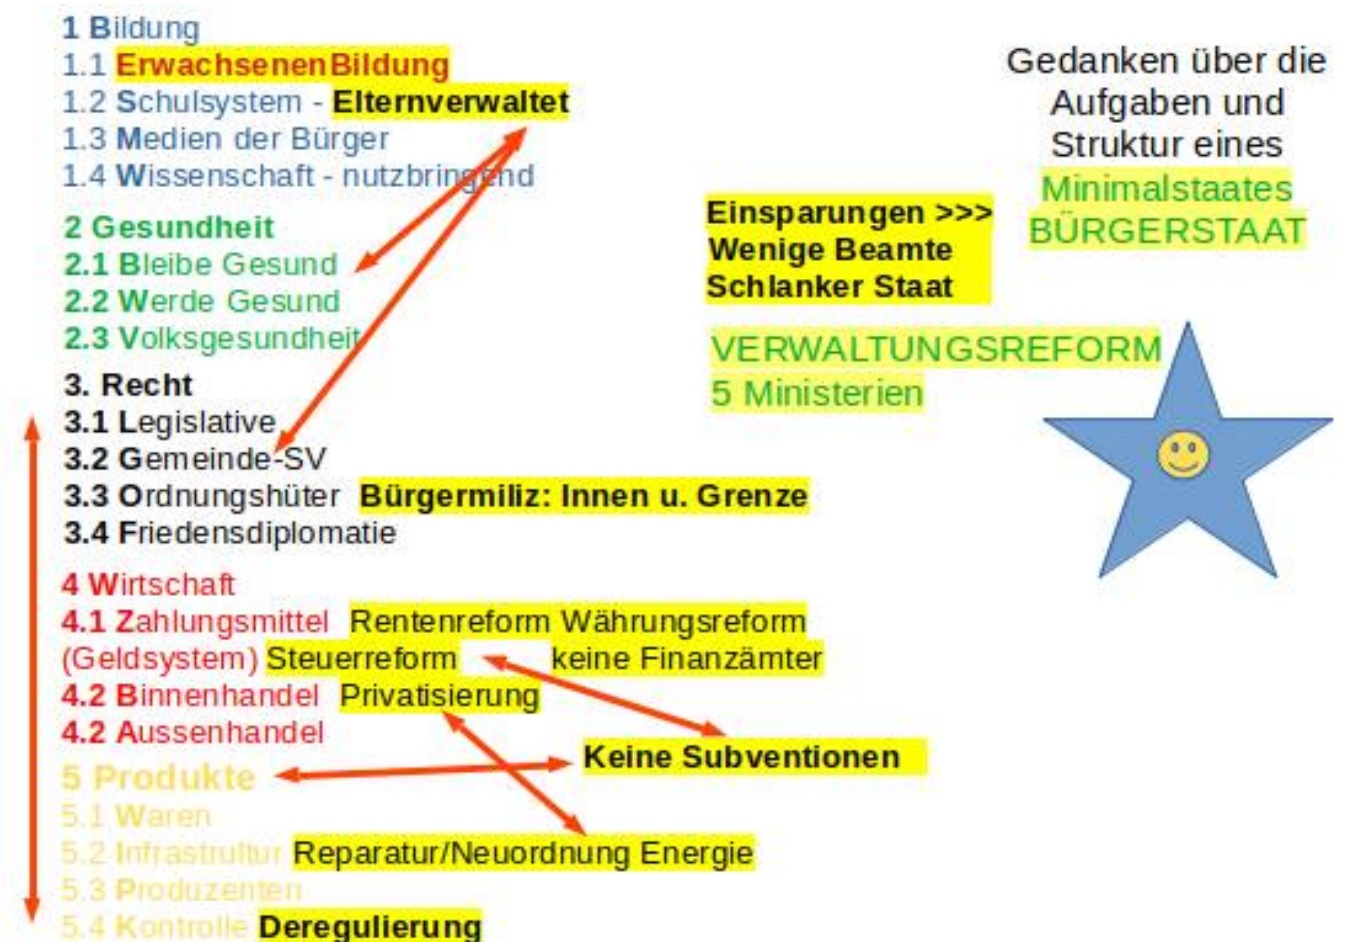 1 Bildung
1.1 ErwachsenenBildung
1.2 Schulsystem - Elternverwaltet
1.3 Medien der Bürger
1.4 Wissenschaft - nutzbringend
2 Gesundheit
2.1 Bleibe Gesund
2.2 Werde Gesund
2.3 Volksgesundheit
3. Recht
3.1 Legislative
3.2 Gemeinde-SV
3.3 Ordnungshüter Bürgermiliz: Innen u. Grenze
3.4 Friedensdiplomatie
4 Wirtschaft
4.1 Zahlungsmittel Rentenreform Währungsreform
(Geldsystem) Steuerreform keine Finanzämter
4.2 Binnenhandel Privatisierung
4.2 Aussenhandel
Keine Subventionen
5 Produkte
5.1 Waren
5.2 Infrastrultur Reparatur/Neuordnung Energie
5.3 Produzenten
5.4 Kontrolle Deregulierung
Gedanken über die
Aufgaben und
Struktur eines
Minimalstaates
BÜRGERSTAAT
Einsparungen >>>
Wenige Beamte
Schlanker Staat
VERWALTUNGSREFORM
5 Ministerien